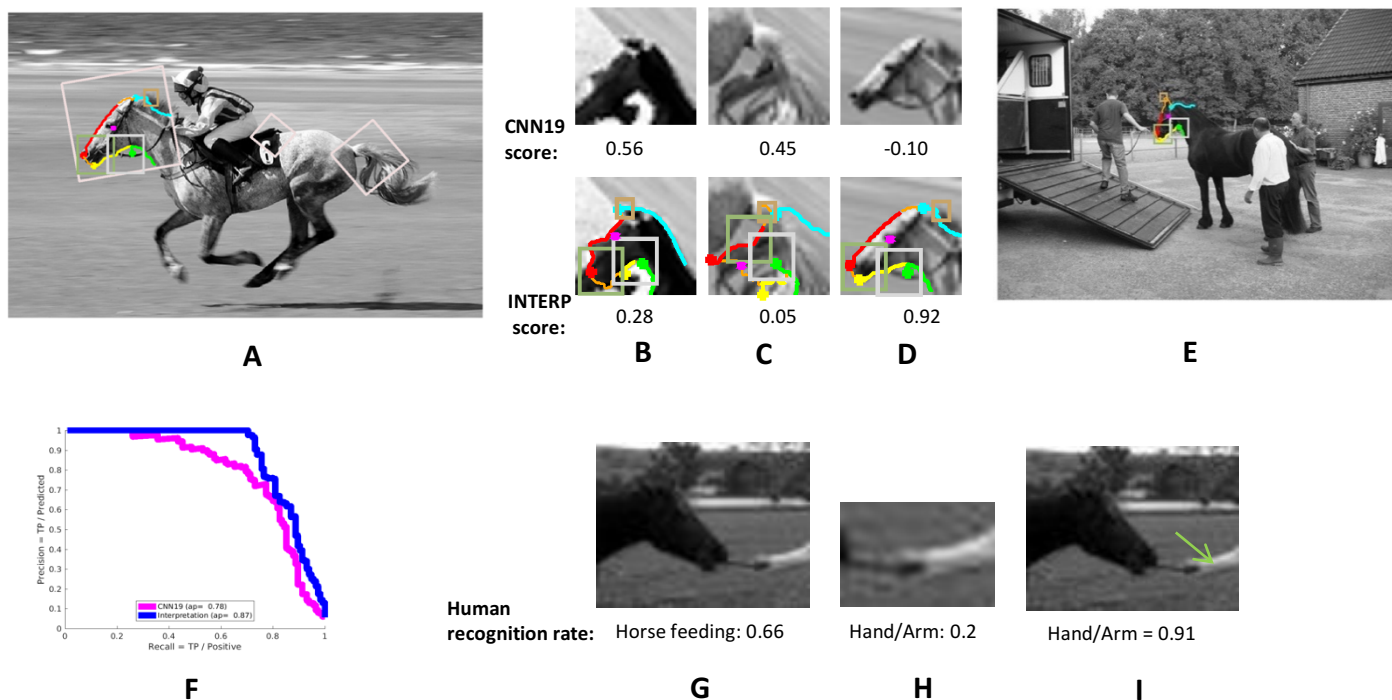 6
CNN19
score:
0.56
0.45
-0.10
INTERP
score:
0.28
0.05
0.92
A
B
C
D
E
1
0.9
0.8
0.7
0.6
0.5
0.4
0.3
0.2
0.1
0
Precision = TP / Predicted
CNN19 (ap= 0.78)
Interpretation (ap= 0.87)
0
0.2
0.4
0.6
0.8
1
Recall = TP / Positive
Human
recognition rate:
Horse feeding: 0.66
Hand/Arm: 0.2
Hand/Arm = 0.91
F
G
H
I